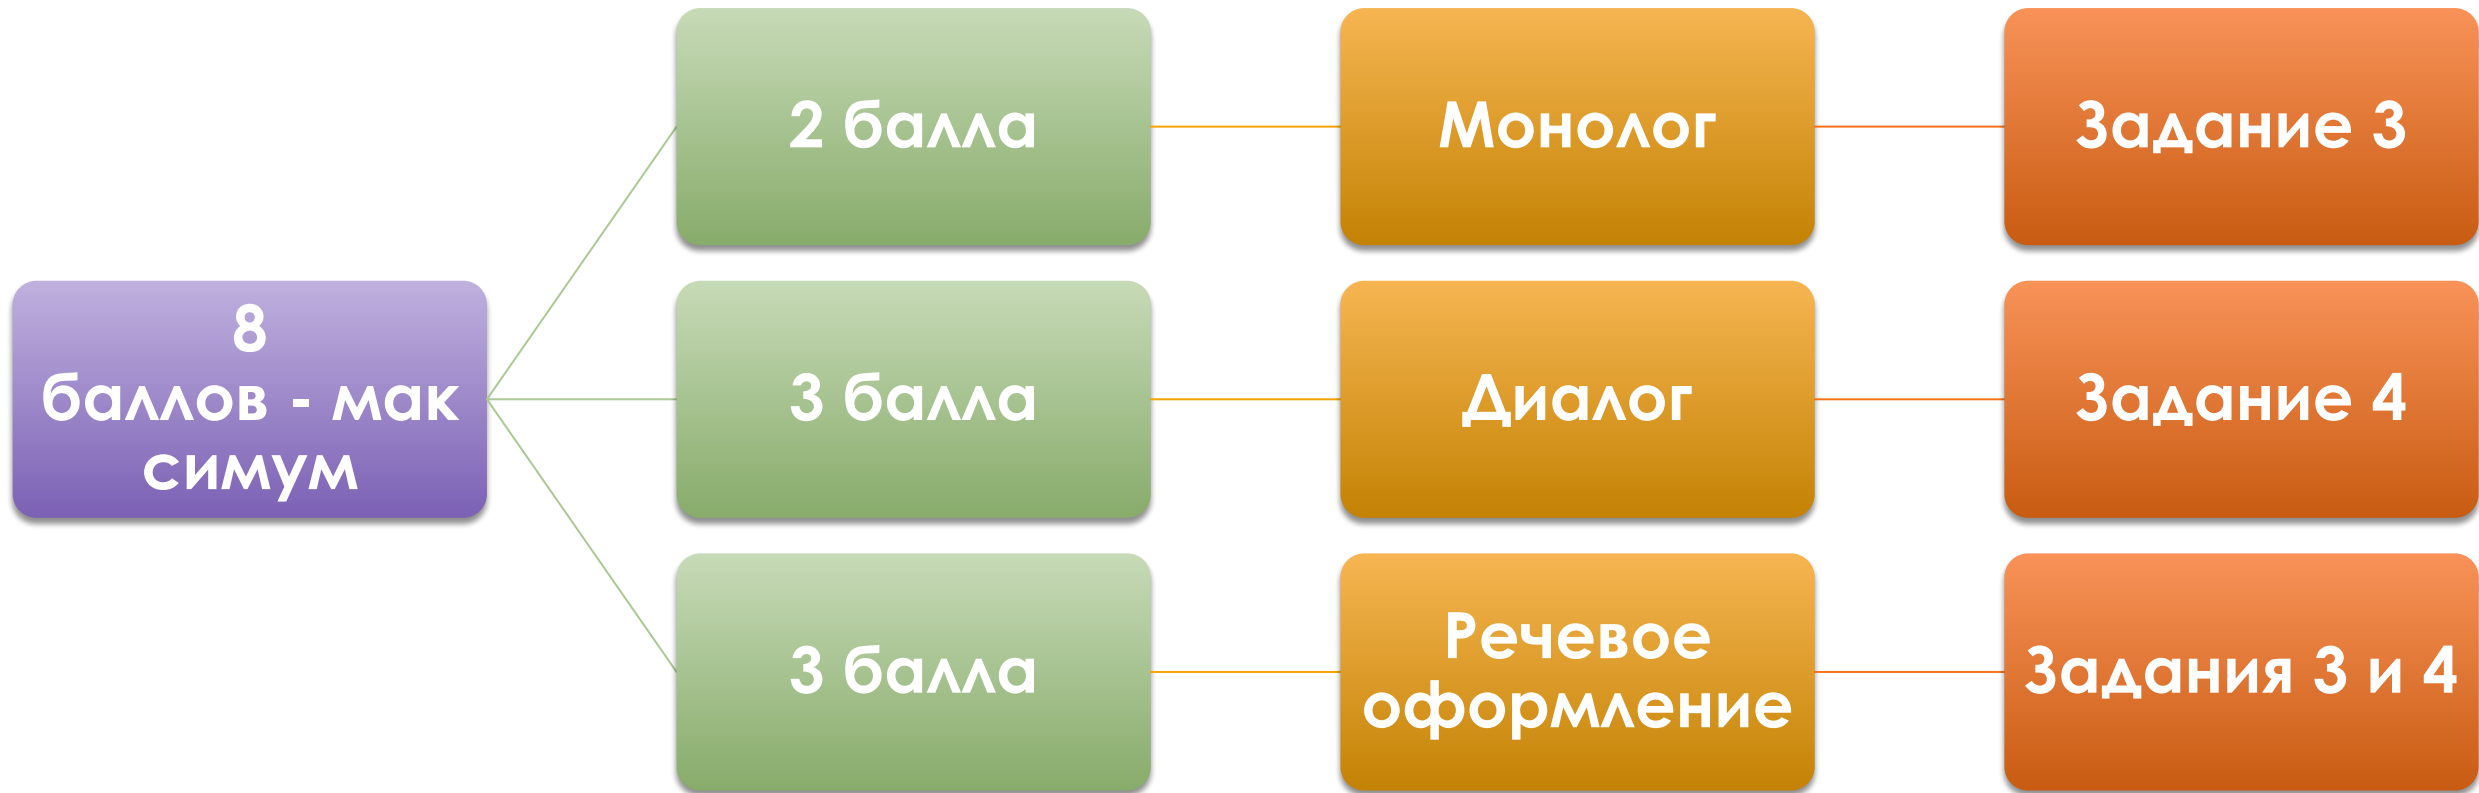 8
баллов - мак
симум
2 балла
Монолог
Задание 3
3 балла
Диалог
Задание 4
3 балла
Речевое
оформление
Задания 3 и 4